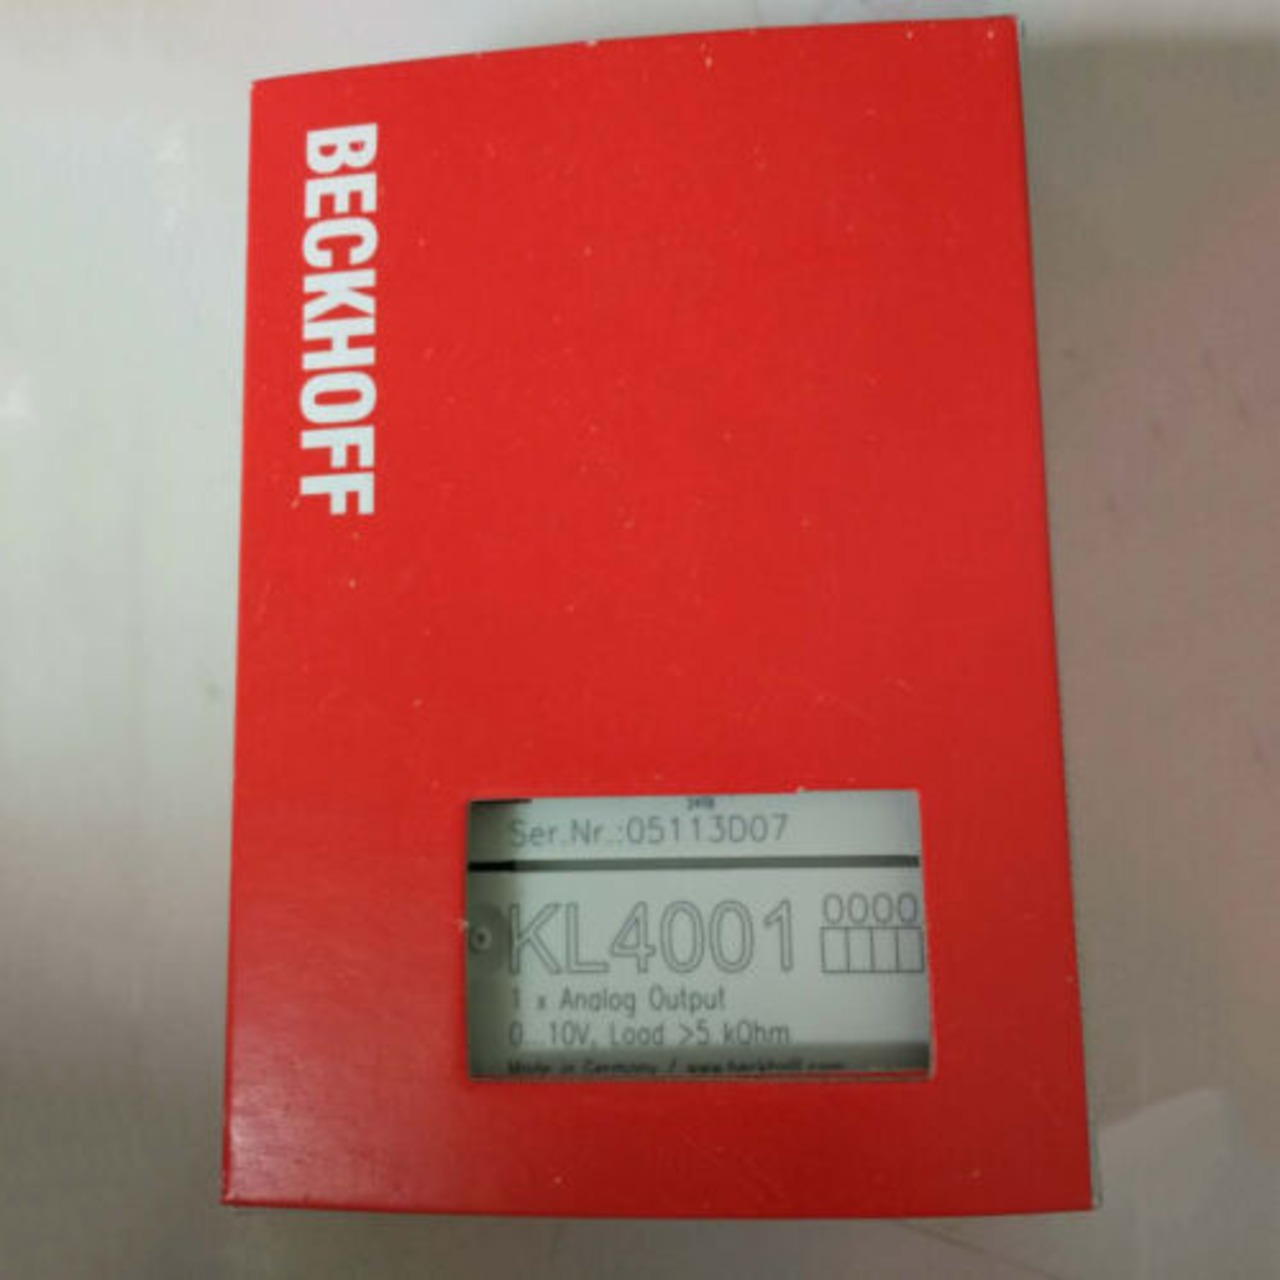 BECKHOFF
Ser.Nr.:05113D07
KL4001
0000
1 x Analog Output
0...10V, Load >5 kOhm
Made in Germany / www.beckhoff.com